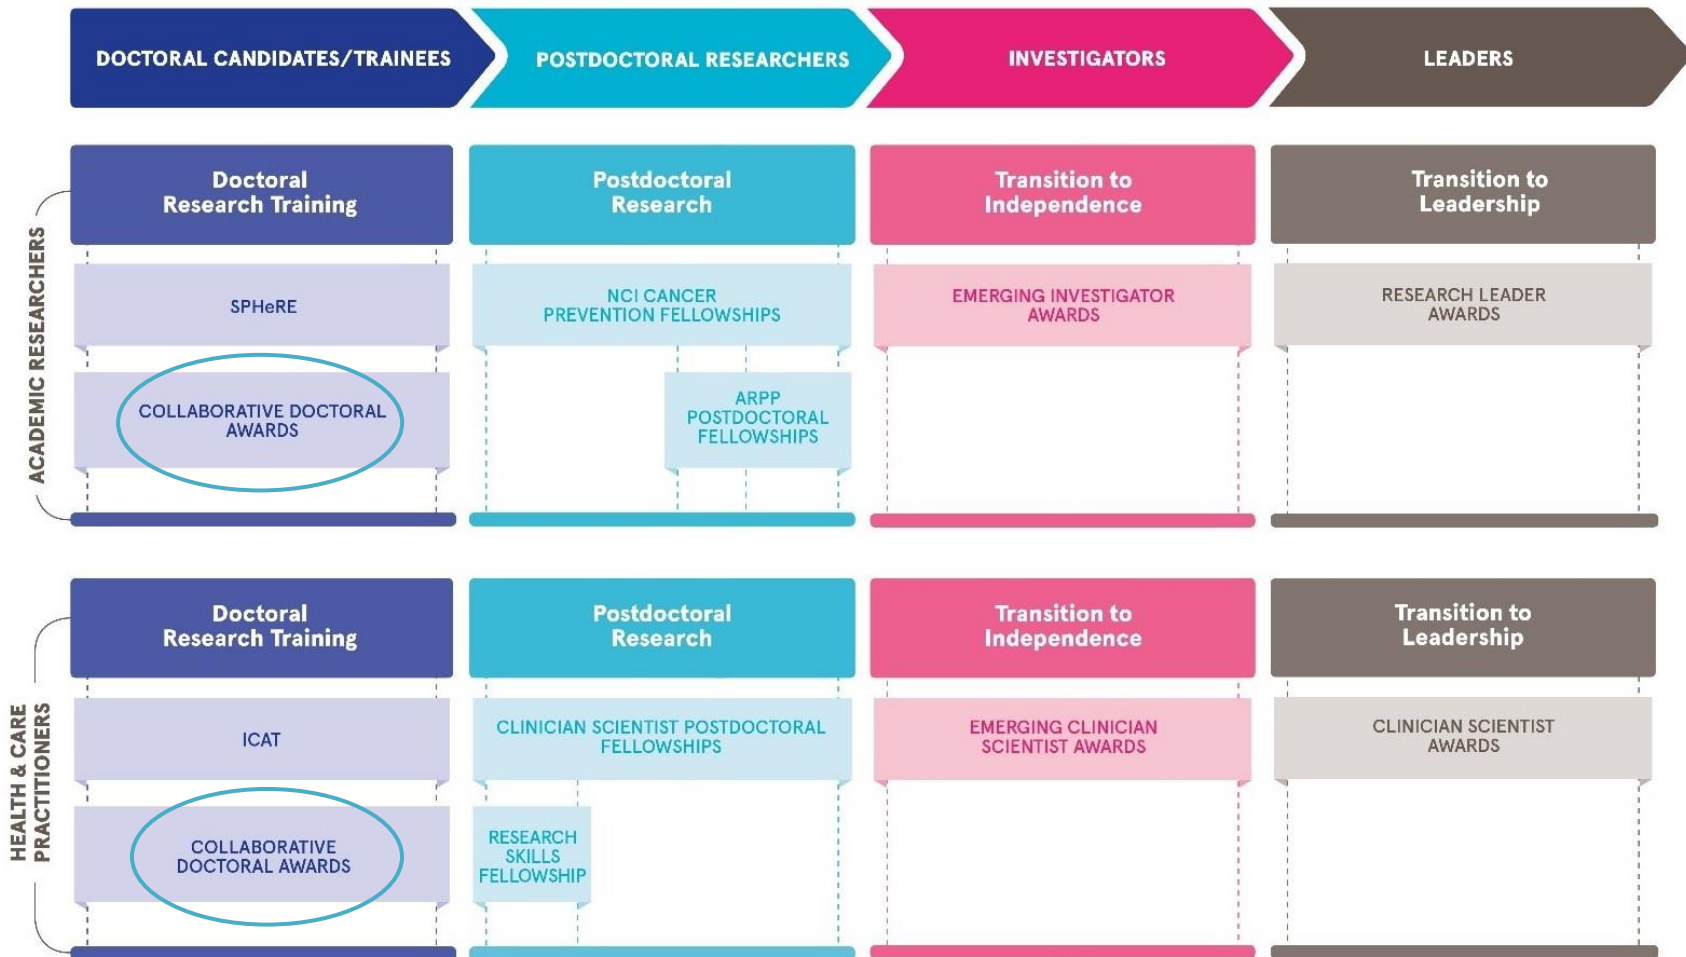 DOCTORAL CANDIDATES/TRAINEES
POSTDOCTORAL RESEARCHERS
INVESTIGATORS
LEADERS
ACADEMIC RESEARCHERS
Doctoral
Research Training
Postdoctoral
Research
Transition to
Independence
Transition to
Leadership
SPHeRE
NCI CANCER
PREVENTION FELLOWSHIPS
EMERGING INVESTIGATOR
AWARDS
RESEARCH LEADER
AWARDS
COLLABORATIVE DOCTORAL
AWARDS
ARPP
POSTDOCTORAL
FELLOWSHIPS
HEALTH & CARE
PRACTITIONERS
Doctoral
Research Training
Postdoctoral
Research
Transition to
Independence
Transition to
Leadership
ICAT
CLINICIAN SCIENTIST POSTDOCTORAL
FELLOWSHIPS
EMERGING CLINICIAN
SCIENTIST AWARDS
CLINICIAN SCIENTIST
AWARDS
COLLABORATIVE
DOCTORAL AWARDS
RESEARCH
SKILLS
FELLOWSHIP